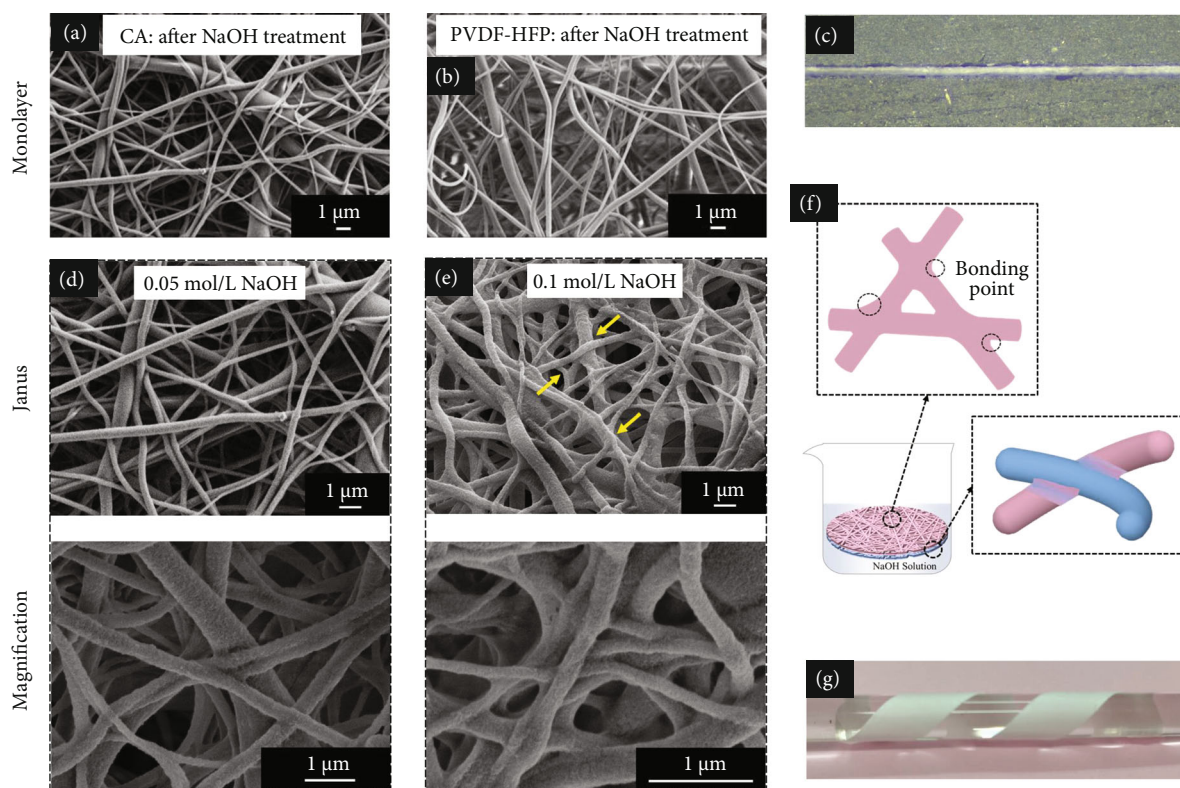 (a)
CA: after NaOH treatment
1 μm
PVDF-HFP: after NaOH treatment
(b)
1 μm
(c)
Monolayer
(d)
0.05 mol/L NaOH
1 μm
(e)
0.1 mol/L NaOH
1 μm
Janus
1 μm
1 μm
Magnification
(f)
Bonding
point
NaOH Solution
(g)